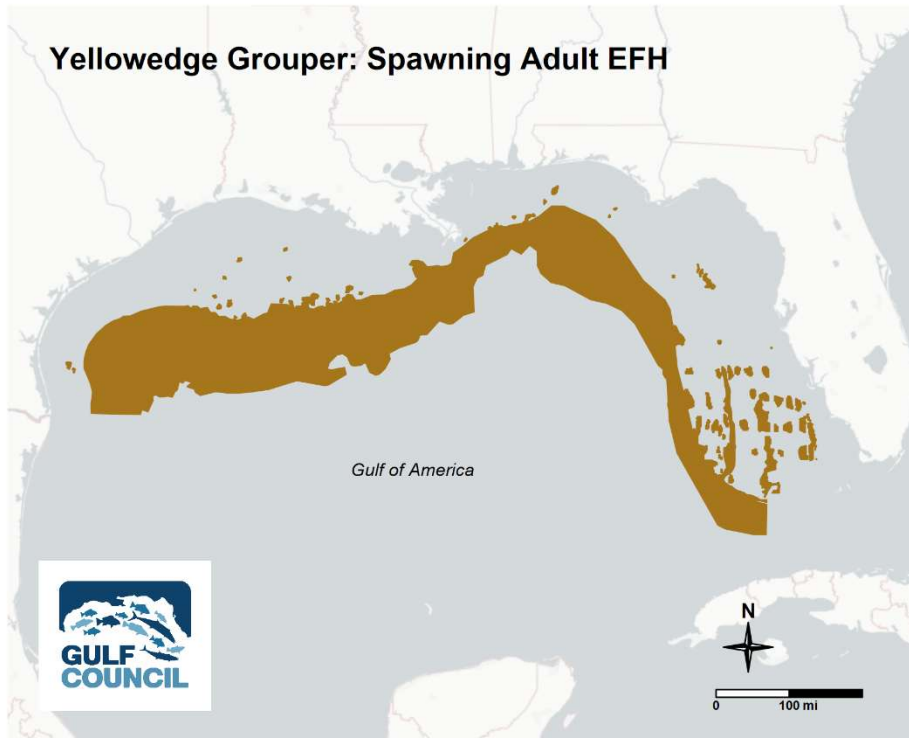 Yellowedge Grouper: Spawning Adult EFH
Gulf of America
GULF
COUNCIL
N
0 100 mi